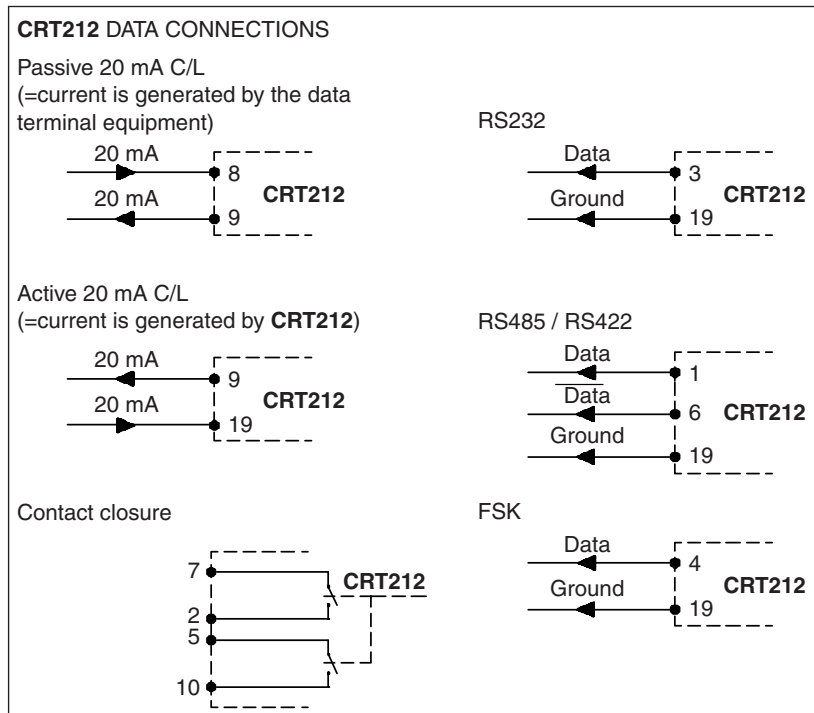 CRT212 DATA CONNECTIONS
Passive 20 mA C/L
(=current is generated by the data
terminal equipment)
20 mA
8
20 mA
CRT212
9
Active 20 mA C/L
(=current is generated by CRT212)
20 mA
9
20 mA
CRT212
19
Contact closure
7
CRT212
2
5
10
RS232
Data
3
Ground
CRT212
19
RS485 / RS422
Data
1
Data
6
CRT212
Ground
19
FSK
Data
4
Ground
CRT212
19